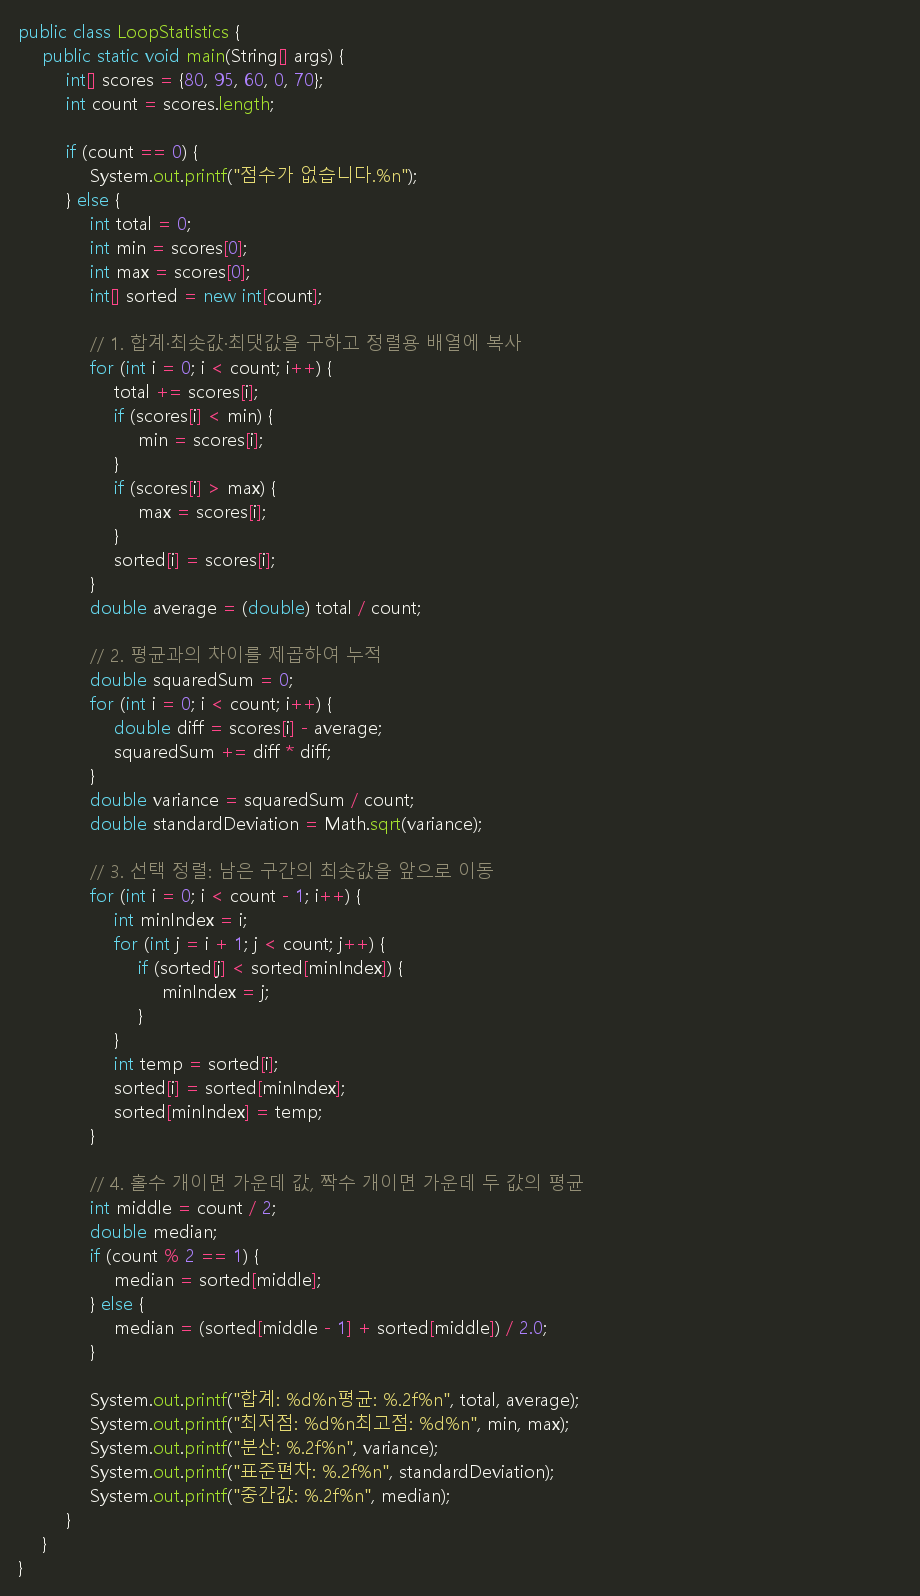 public class LoopStatistics {
    public static void main(String[] args) {
        int[] scores = {80, 95, 60, 0, 70};
        int count = scores.length;

        if (count == 0) {
            System.out.printf("점수가 없습니다.%n");
        } else {
            int total = 0;
            int min = scores[0];
            int max = scores[0];
            int[] sorted = new int[count];

            // 1. 합계·최솟값·최댓값을 구하고 정렬용 배열에 복사
            for (int i = 0; i < count; i++) {
                total += scores[i];
                if (scores[i] < min) {
                    min = scores[i];
                }
                if (scores[i] > max) {
                    max = scores[i];
                }
                sorted[i] = scores[i];
            }
            double average = (double) total / count;

            // 2. 평균과의 차이를 제곱하여 누적
            double squaredSum = 0;
            for (int i = 0; i < count; i++) {
                double diff = scores[i] - average;
                squaredSum += diff * diff;
            }
            double variance = squaredSum / count;
            double standardDeviation = Math.sqrt(variance);

            // 3. 선택 정렬: 남은 구간의 최솟값을 앞으로 이동
            for (int i = 0; i < count - 1; i++) {
                int minIndex = i;
                for (int j = i + 1; j < count; j++) {
                    if (sorted[j] < sorted[minIndex]) {
                        minIndex = j;
                    }
                }
                int temp = sorted[i];
                sorted[i] = sorted[minIndex];
                sorted[minIndex] = temp;
            }

            // 4. 홀수 개이면 가운데 값, 짝수 개이면 가운데 두 값의 평균
            int middle = count / 2;
            double median;
            if (count % 2 == 1) {
                median = sorted[middle];
            } else {
                median = (sorted[middle - 1] + sorted[middle]) / 2.0;
            }

            System.out.printf("합계: %d%n평균: %.2f%n", total, average);
            System.out.printf("최저점: %d%n최고점: %d%n", min, max);
            System.out.printf("분산: %.2f%n", variance);
            System.out.printf("표준편차: %.2f%n", standardDeviation);
            System.out.printf("중간값: %.2f%n", median);
        }
    }
}